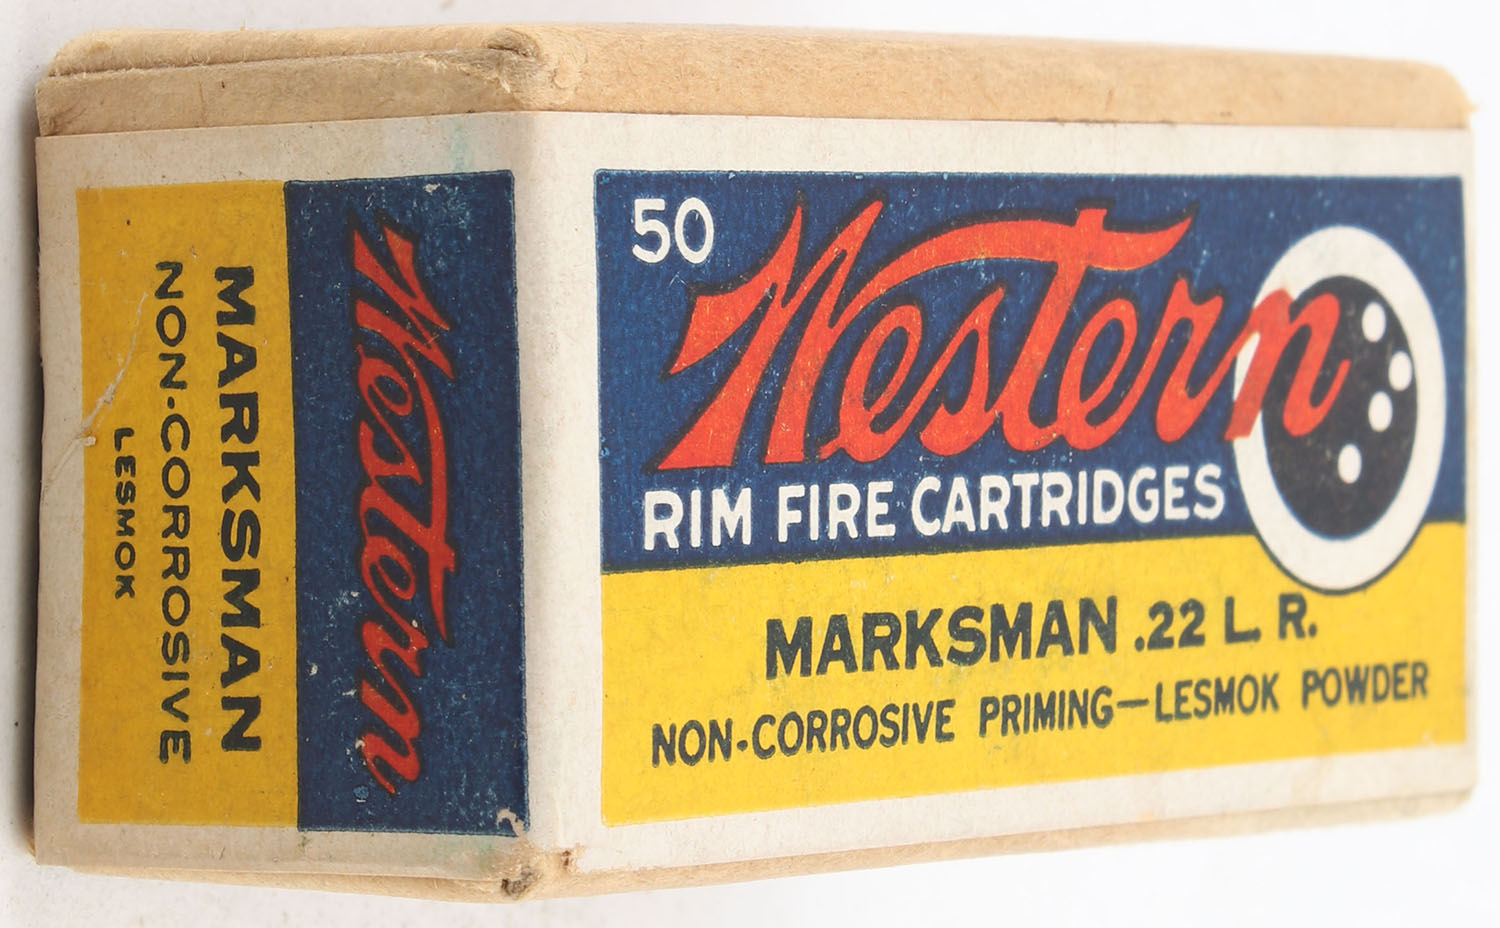 50
Western
RIM FIRE CARTRIDGES
MARKSMAN .22 L. R.
NON-CORROSIVE PRIMING—LESMOK POWDER
Western
MARKSMAN
NON-CORROSIVE
LESMOK